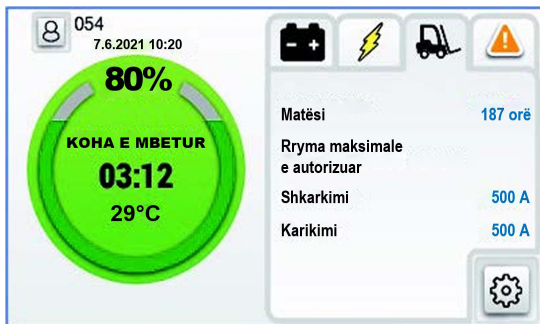 054
7.6.2021 10:20
80%
KOHA E MBETUR
03:12
29°C
Matësi 187 orë
Rryma maksimale
e autorizuar
Shkarkimi 500 A
Karikimi 500 A